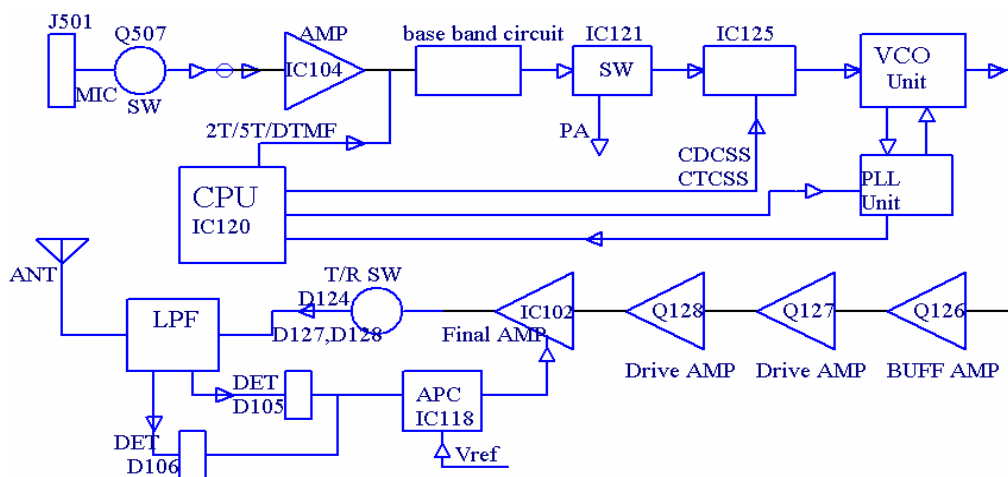 J501
MIC
Q507
SW
AMP
IC104
base band circuit
IC121
SW
PA
IC125
VCO
Unit
2T/5T/DTMF
CDCSS
CTCSS
CPU
IC120
PLL
Unit
ANT
LPF
T/R SW
D124
D127,D128
Final AMP
IC102
Q128
Drive AMP
Q127
Drive AMP
Q126
BUFF AMP
DET
D105
DET
D106
APC
IC118
Vref